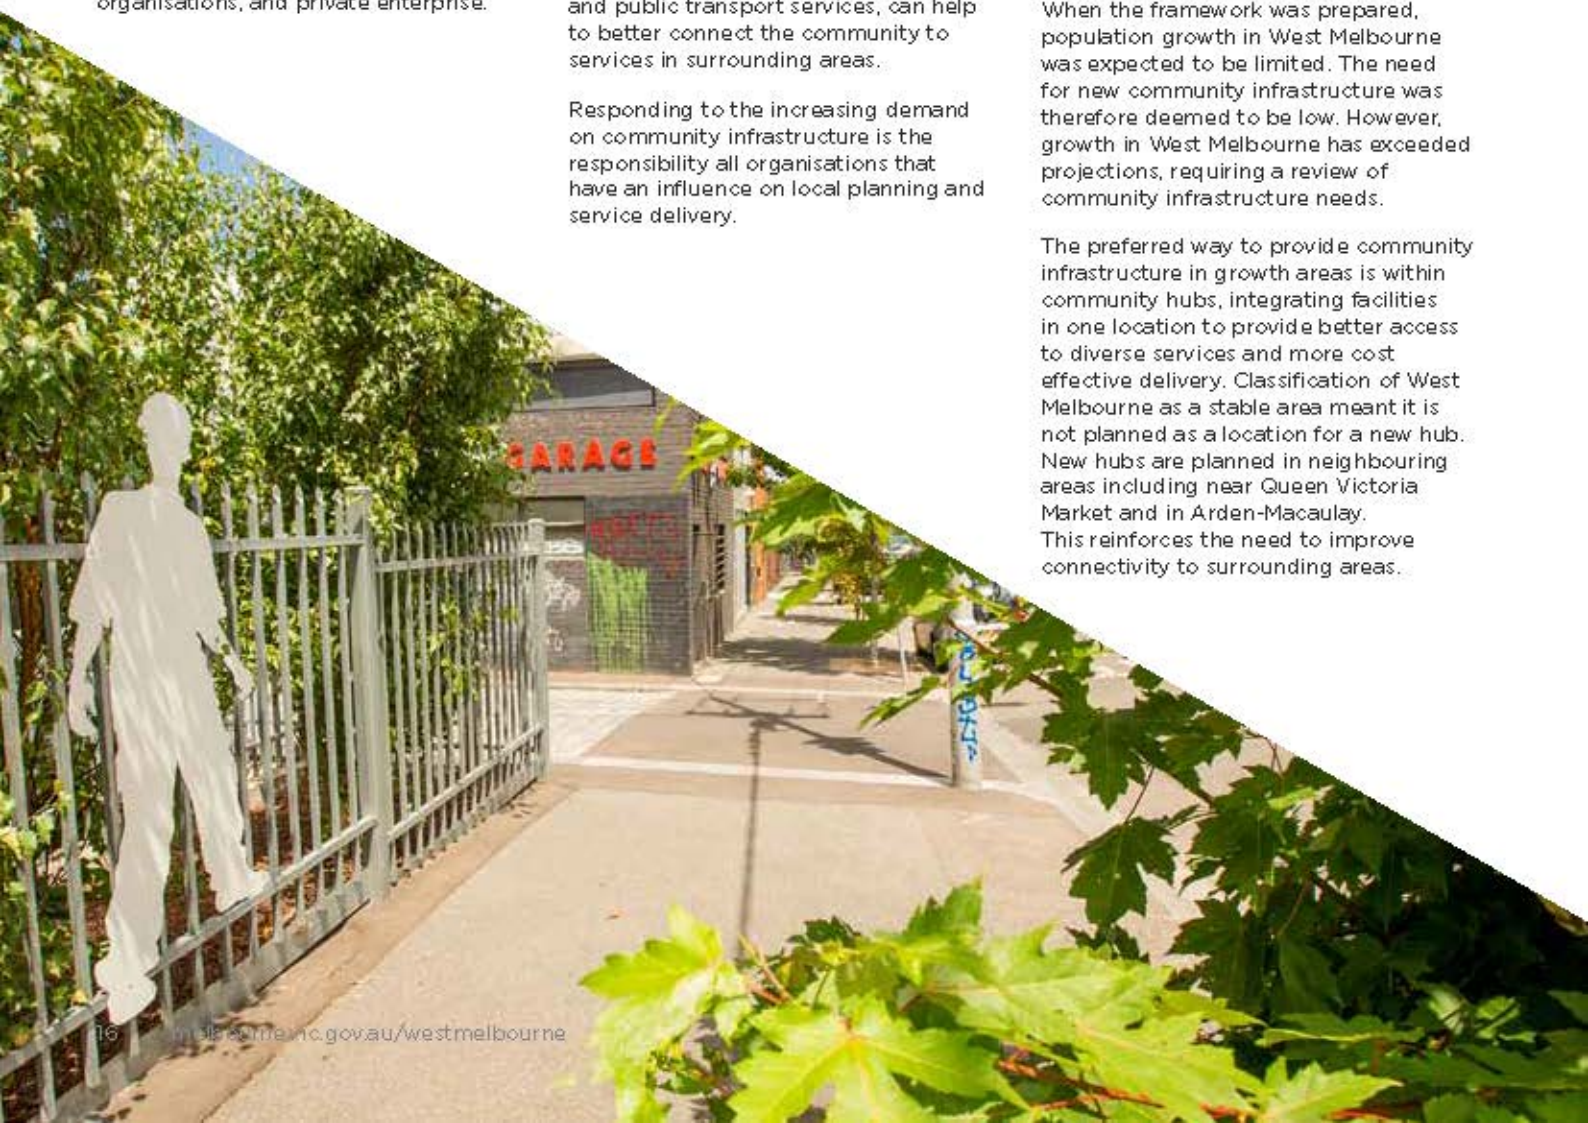 organisations, and private enterprise.
and public transport services, can help
to better connect the community to
services in surrounding areas.
Responding to the increasing demand
on community infrastructure is the
responsibility all organisations that
have an influence on local planning and
service delivery.
When the framework was prepared,
population growth in West Melbourne
was expected to be limited. The need
for new community infrastructure was
therefore deemed to be low. However,
growth in West Melbourne has exceeded
projections, requiring a review of
community infrastructure needs.
The preferred way to provide community
infrastructure in growth areas is within
community hubs, integrating facilities
in one location to provide better access
to diverse services and more cost
effective delivery. Classification of West
Melbourne as a stable area meant it is
not planned as a location for a new hub.
New hubs are planned in neighbouring
areas including near Queen Victoria
Market and in Arden-Macaulay.
This reinforces the need to improve
connectivity to surrounding areas.
GARAGE
16 melbourne.vic.gov.au/westmelbourne